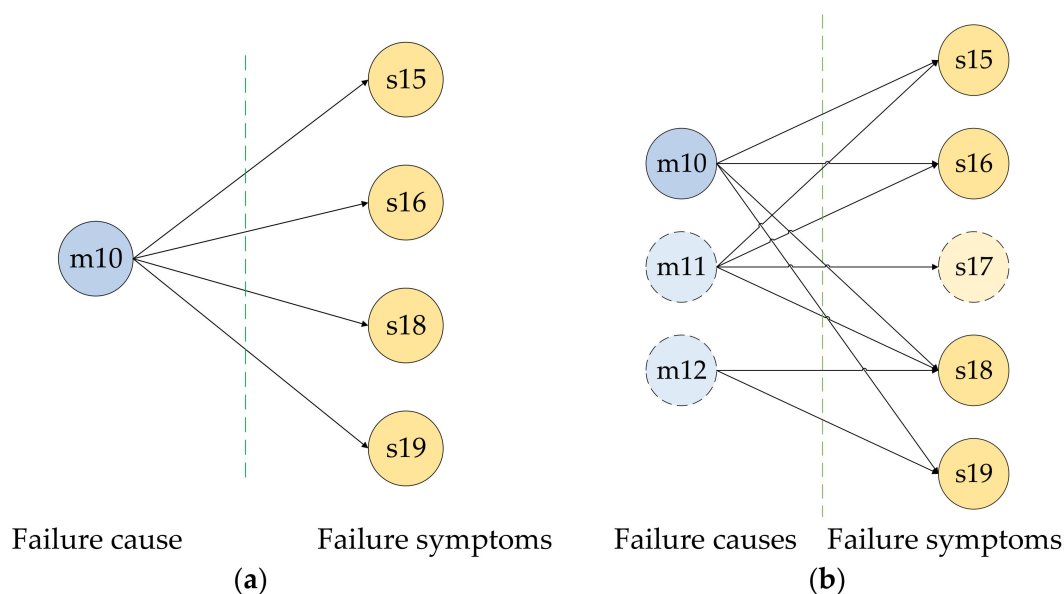 s15
s16
m10
s18
s19
Failure cause
Failure symptoms
(a)
s15
m10
s16
m11
s17
m12
s18
s19
Failure causes
Failure symptoms
(b)